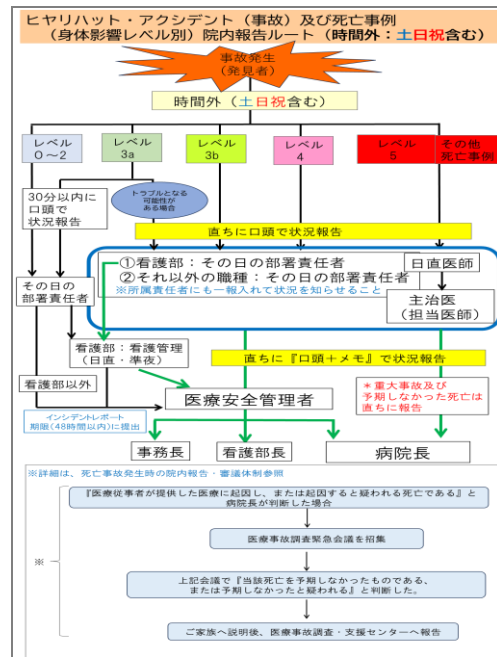 ヒヤリハット・アクシデント（事故）及び死亡事例
（身体影響レベル別）院内報告ルート（時間外：土日祝含む）
事故発生
（発見者）
時間外（土日祝含む）
レベル
0～2
レベル
3a
レベル
3b
レベル
4
レベル
5
その他
死亡事例
30分以内に
口頭で
状況報告
トラブルとなる
可能性が
ある場合
直ちに口頭で状況報告
①看護部：その日の部署責任者
②それ以外の職種：その日の部署責任者
※所属責任者にも一報入れて状況を知らせること
日直医師
主治医
（担当医師）
その日の
部署責任者
看護部：看護管理
（日直・準夜）
直ちに『口頭＋メモ』で状況報告
看護部以外
医療安全管理者
＊重大事故及び
予期しなかった死亡は
直ちに報告
インシデントレポート
期限(48時間以内)に提出
事務長
看護部長
病院長
※詳細は、死亡事故発生時の院内報告・審議体制参照
『医療従事者が提供した医療に起因し、または起因すると疑われる死亡である』と
病院長が判断した場合
※
医療事故調査緊急会議を招集
上記会議で『当該死亡を予期しなかったものである、
または予期しなかったと疑われる』と判断した。
ご家族へ説明後、医療事故調査・支援センターへ報告